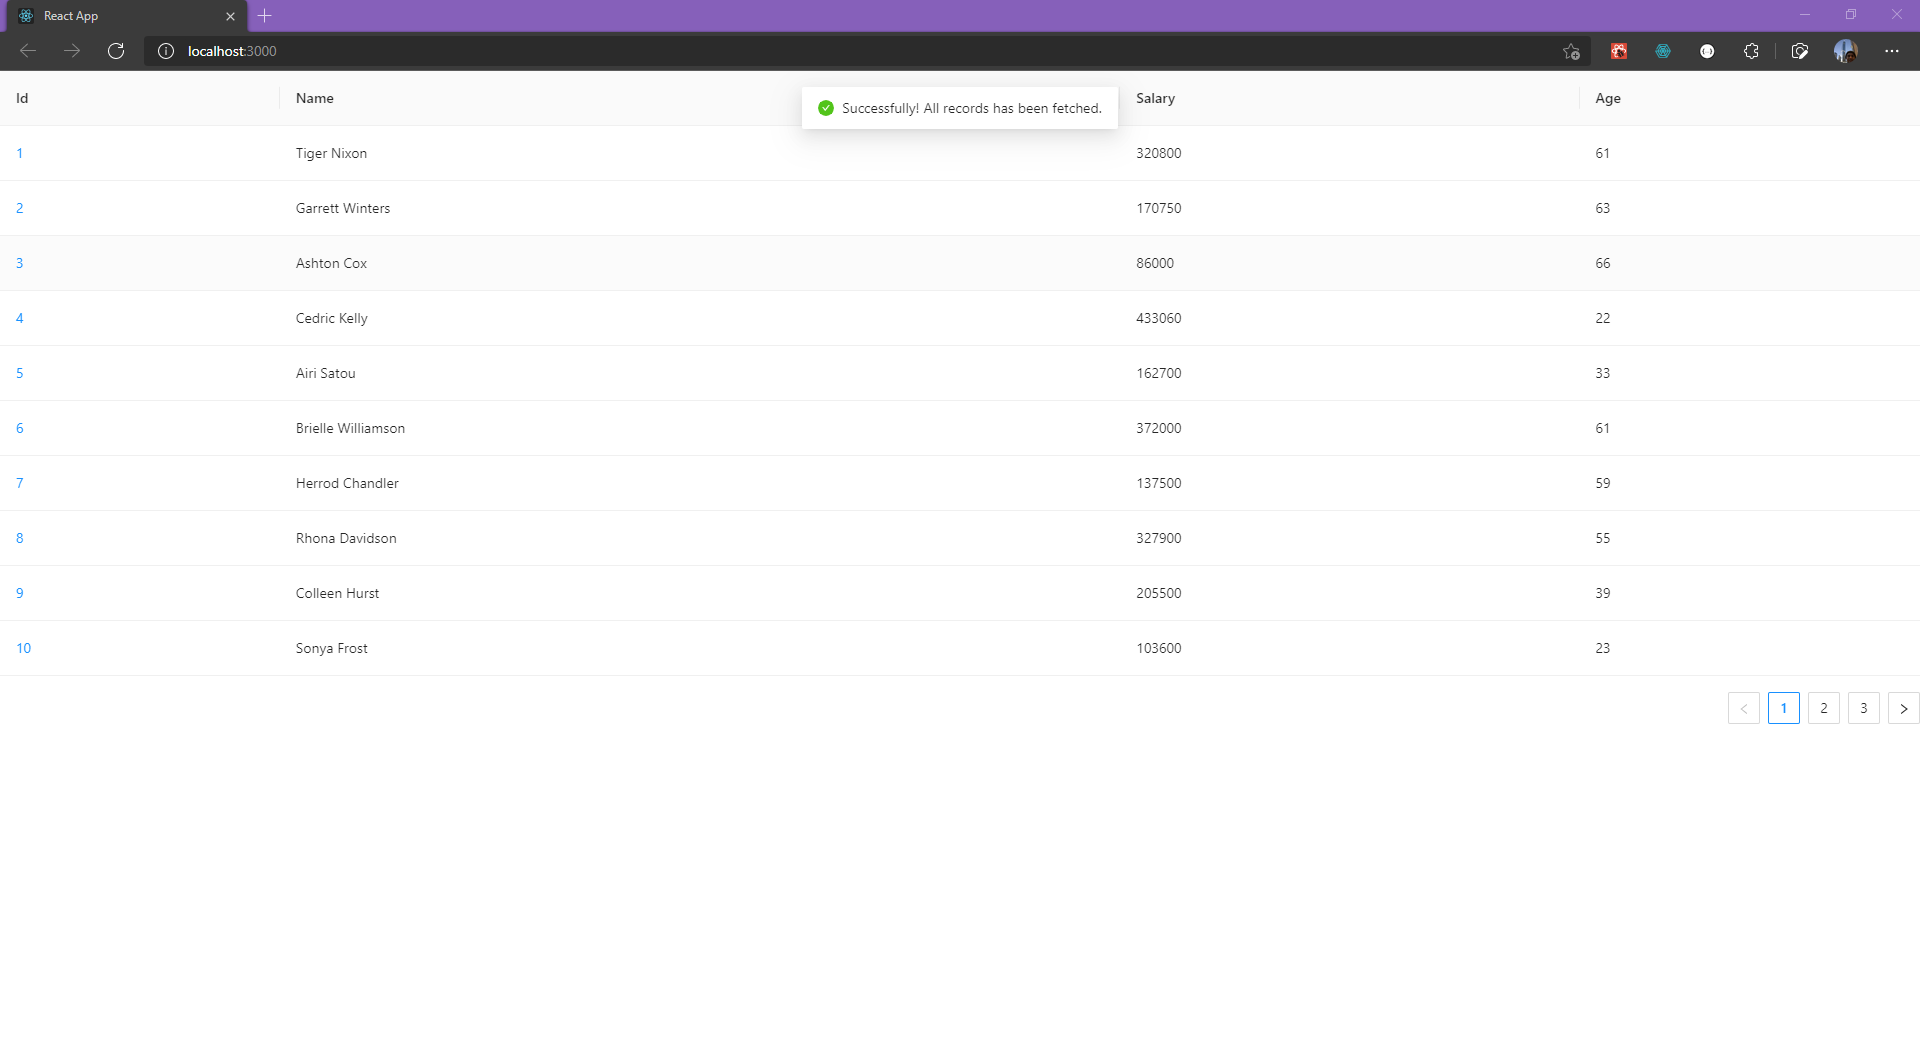 React App
localhost:3000
Id Name Salary Age
Successfully! All records has been fetched.
1 Tiger Nixon 320800 61
2 Garrett Winters 170750 63
3 Ashton Cox 86000 66
4 Cedric Kelly 433060 22
5 Airi Satou 162700 33
6 Brielle Williamson 372000 61
7 Herrod Chandler 137500 59
8 Rhona Davidson 327900 55
9 Colleen Hurst 205500 39
10 Sonya Frost 103600 23
< 1 2 3 >